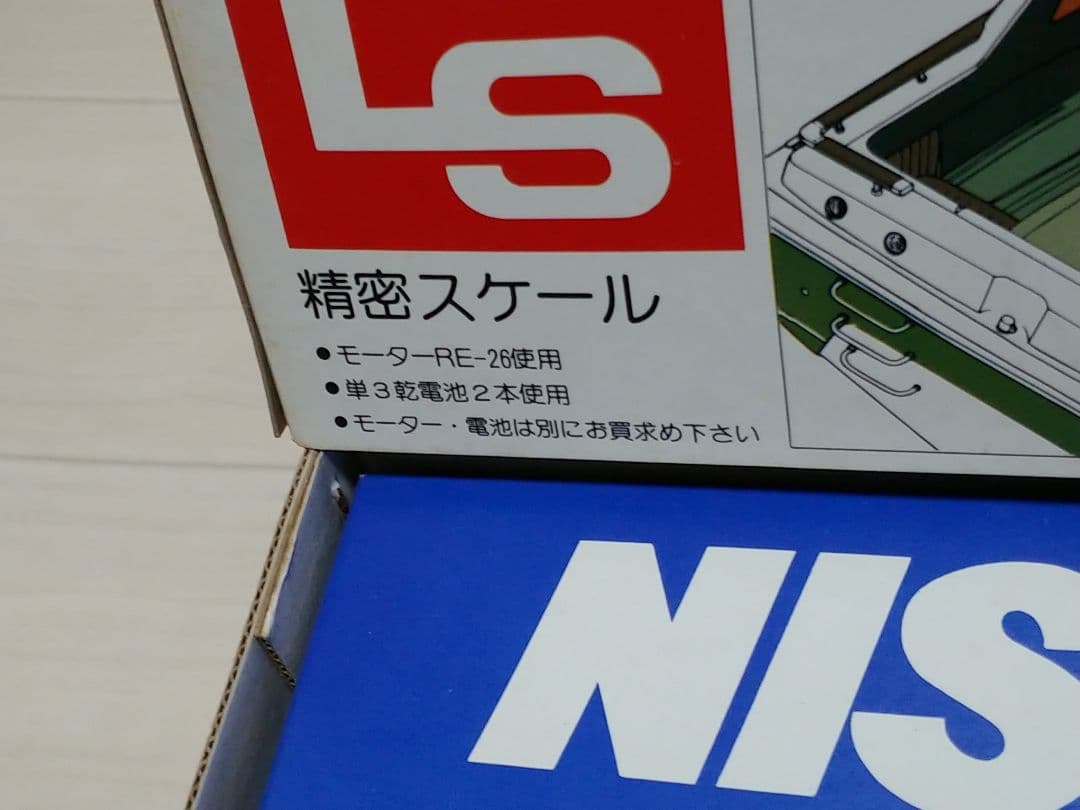 LS
精密スケール
●モーターRE-26使用
●単3乾電池2本使用
●モーター・電池は別にお買求め下さい
NIS